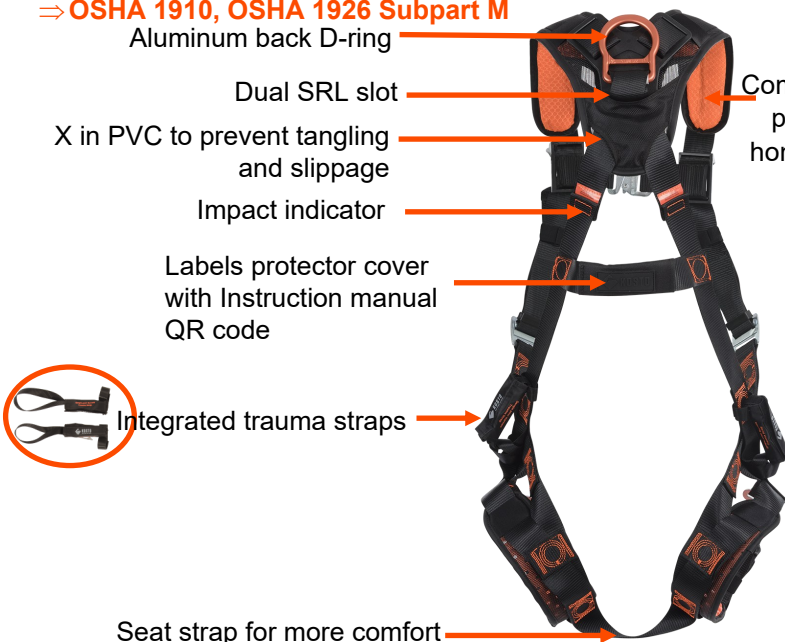 ⇒ OSHA 1910, OSHA 1926 Subpart M
Aluminum back D-ring
Dual SRL slot
X in PVC to prevent tangling
and slippage
Impact indicator
Labels protector cover
with Instruction manual
QR code
Integrated trauma straps
Seat strap for more comfort